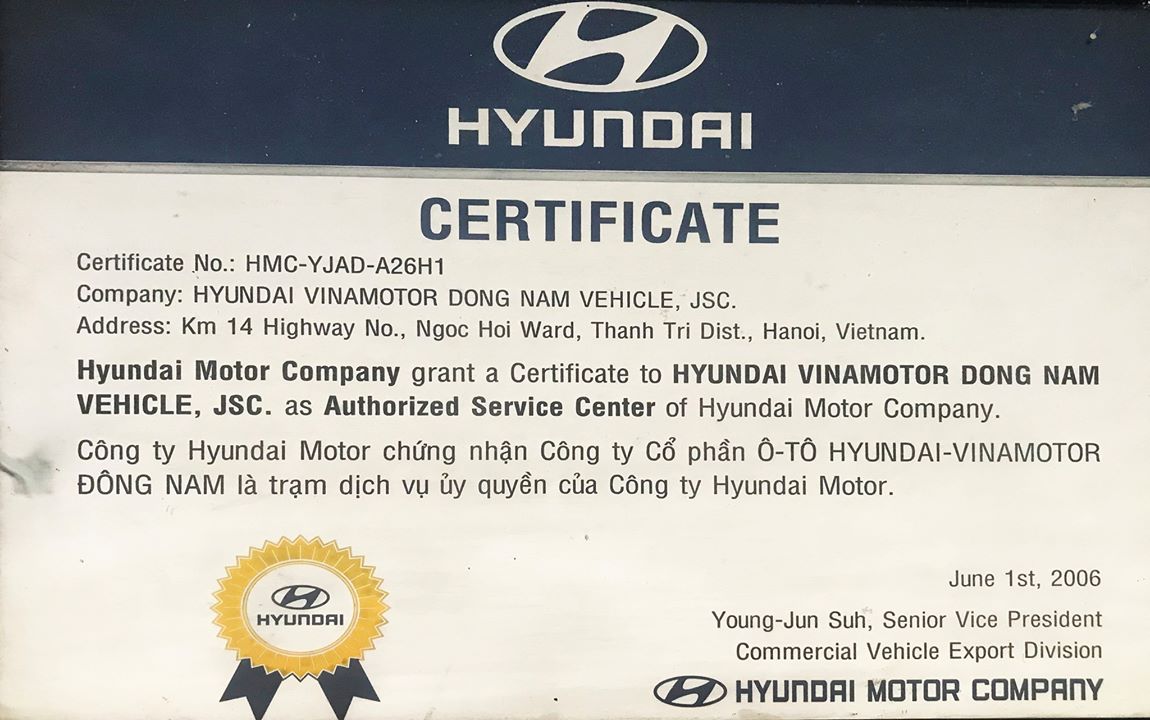 HYUNDAI
CERTIFICATE
Certificate No.: HMC-YJAD-A26H1
Company: HYUNDAI VINAMOTOR DONG NAM VEHICLE, JSC.
Address: Km 14 Highway No., Ngoc Hoi Ward, Thanh Tri Dist., Hanoi, Vietnam.
Hyundai Motor Company grant a Certificate to HYUNDAI VINAMOTOR DONG NAM
VEHICLE, JSC. as Authorized Service Center of Hyundai Motor Company.
Công ty Hyundai Motor chứng nhận Công ty Cổ phần Ô-TÔ HYUNDAI-VINAMOTOR
ĐÔNG NAM là trạm dịch vụ ủy quyền của Công ty Hyundai Motor.
HYUNDAI
June 1st, 2006
Young-Jun Suh, Senior Vice President
Commercial Vehicle Export Division
HYUNDAI MOTOR COMPANY